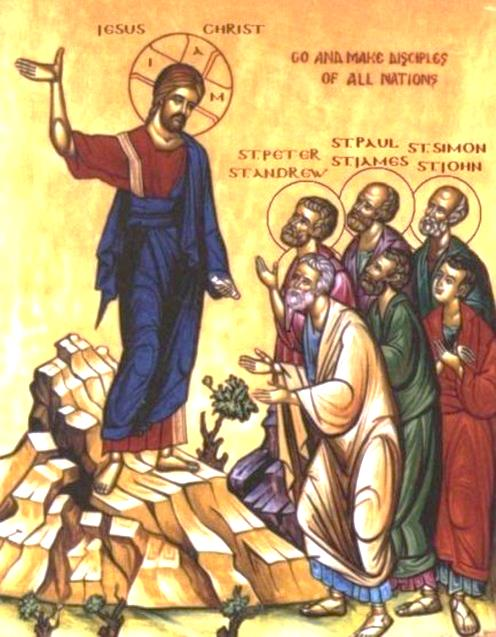 JESUS CHRIST
I A M
GO AND MAKE DISCIPLES
OF ALL NATIONS
ST.PETER
ST.ANDREW
ST.PAUL
ST.JAMES
ST.SIMON
ST.JOHN